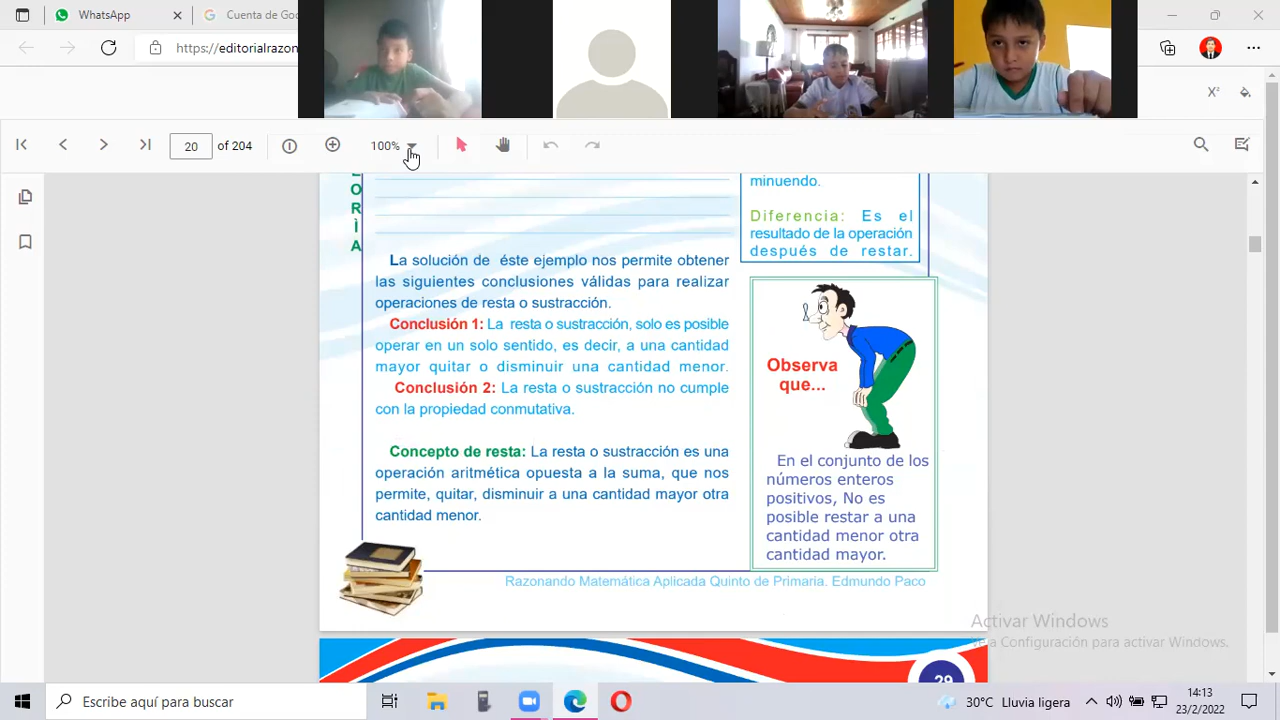 WhatsApp
https://editorialrazon
20
of 204
100%
E
O
R
Ì
A
minuendo.
Diferencia: Es el
resultado de la operación
después de restar.
La solución de éste ejemplo nos permite obtener
las siguientes conclusiones válidas para realizar
operaciones de resta o sustracción.
Conclusión 1: La resta o sustracción, solo es posible
operar en un solo sentido, es decir, a una cantidad
mayor quitar o disminuir una cantidad menor.
Conclusión 2: La resta o sustracción no cumple
con la propiedad conmutativa.
Concepto de resta: La resta o sustracción es una
operación aritmética opuesta a la suma, que nos
permite, quitar, disminuir a una cantidad mayor otra
cantidad menor.
Observa
que...
En el conjunto de los
números enteros
positivos, No es
posible restar a una
cantidad menor otra
cantidad mayor.
Razonando Matemática Aplicada Quinto de Primaria. Edmundo Paco
29
Activar Windows
Ve a Configuración para activar Windows.
Escribe aquí para buscar
30°C Lluvia ligera
14:13
23/2/2022